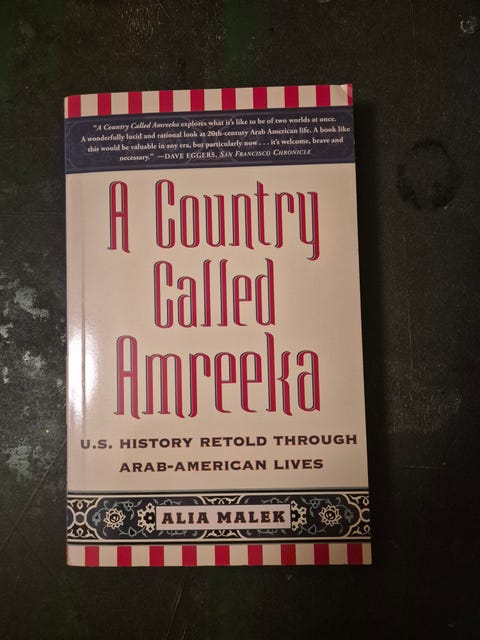 "A Country Called Amreeka explores what it's like to be of two worlds at once.
A wonderfully lucid and rational look at 20th-century Arab American life. A book like
this would be valuable in any era, but particularly now . . . it's welcome, brave and
necessary." —DAVE EGGERS, SAN FRANCISCO CHRONICLE
A Country
Called
Amreeka
U.S. HISTORY RETOLD THROUGH
ARAB-AMERICAN LIVES
ALIA MALEK